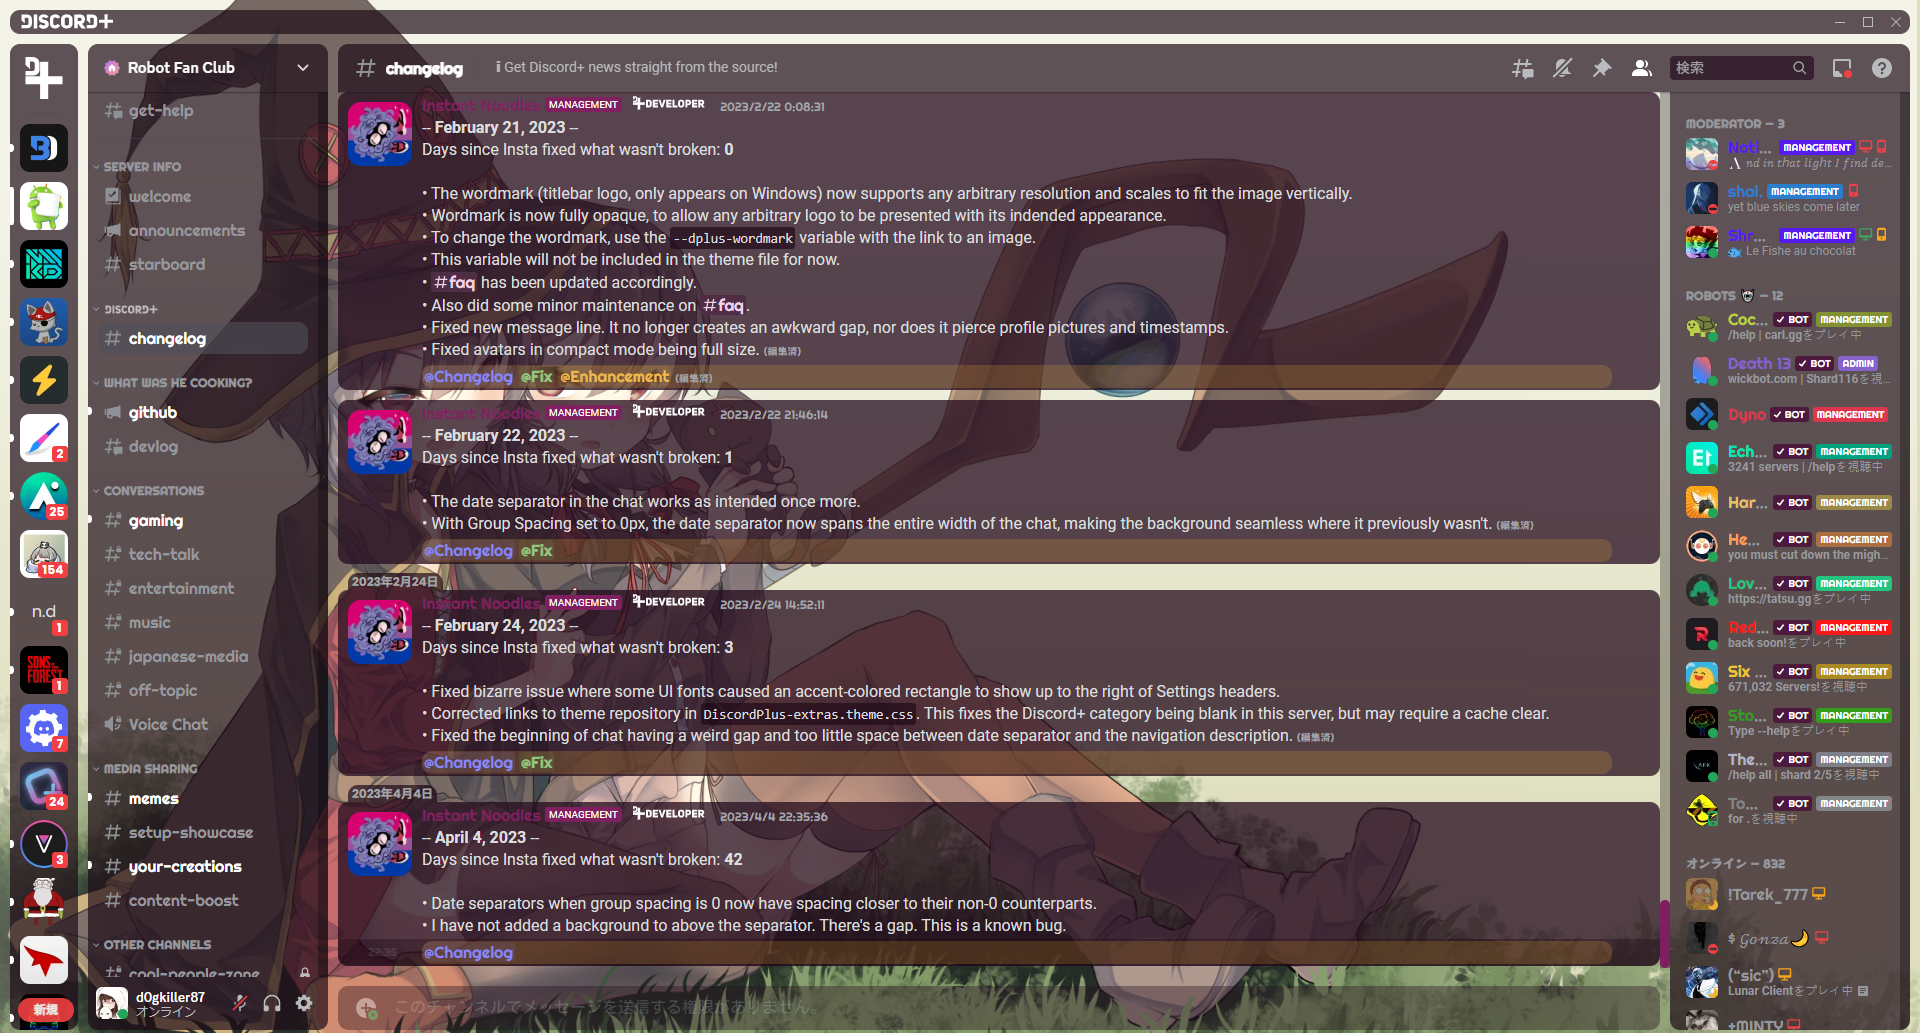 DISCORD+
Robot Fan Club
get-help
SERVER INFO
welcome
announcements
starboard
DISCORD+
changelog
WHAT WAS HE COOKING?
github
devlog
CONVERSATIONS
gaming
tech-talk
entertainment
music
japanese-media
off-topic
Voice Chat
MEDIA SHARING
memes
setup-showcase
your-creations
content-boost
OTHER CHANNELS
cool-people-zone
2
25
154
n.d
1
SONS OF THE FOREST
1
7
24
3
新規
d0gkiller87
オンライン
changelog
ℹ Get Discord+ news straight from the source!
検索
Instant Noodles MANAGEMENT DEVELOPER 2023/2/22 0:08:31
-- February 21, 2023 --
Days since Insta fixed what wasn't broken: 0
• The wordmark (titlebar logo, only appears on Windows) now supports any arbitrary resolution and scales to fit the image vertically.
• Wordmark is now fully opaque, to allow any arbitrary logo to be presented with its indended appearance.
• To change the wordmark, use the --dplus-wordmark variable with the link to an image.
• This variable will not be included in the theme file for now.
• #faq has been updated accordingly.
• Also did some minor maintenance on #faq.
• Fixed new message line. It no longer creates an awkward gap, nor does it pierce profile pictures and timestamps.
• Fixed avatars in compact mode being full size. (編集済)
@Changelog @Fix @Enhancement (編集済)
Instant Noodles MANAGEMENT DEVELOPER 2023/2/22 21:46:14
-- February 22, 2023 --
Days since Insta fixed what wasn't broken: 1
• The date separator in the chat works as intended once more.
• With Group Spacing set to 0px, the date separator now spans the entire width of the chat, making the background seamless where it previously wasn't. (編集済)
@Changelog @Fix
2023年2月24日
Instant Noodles MANAGEMENT DEVELOPER 2023/2/24 14:52:11
-- February 24, 2023 --
Days since Insta fixed what wasn't broken: 3
• Fixed bizarre issue where some UI fonts caused an accent-colored rectangle to show up to the right of Settings headers.
• Corrected links to theme repository in DiscordPlus-extras.theme.css. This fixes the Discord+ category being blank in this server, but may require a cache clear.
• Fixed the beginning of chat having a weird gap and too little space between date separator and the navigation description. (編集済)
@Changelog @Fix
2023年4月4日
Instant Noodles MANAGEMENT DEVELOPER 2023/4/4 22:35:36
-- April 4, 2023 --
Days since Insta fixed what wasn't broken: 42
• Date separators when group spacing is 0 now have spacing closer to their non-0 counterparts.
• I have not added a background to above the separator. There's a gap. This is a known bug.
22:35 @Changelog
このチャンネルでメッセージを送信する権限がありません。
MODERATOR — 3
Noti... MANAGEMENT
nd in that light I find de...
shai. MANAGEMENT
yet blue skies come later
Shr... MANAGEMENT
Le Fishe au chocolat
ROBOTS — 12
Coc... BOT MANAGEMENT
/help | carl.ggをプレイ中
Death 13 BOT ADMIN
wickbot.com | Shard116を視...
Dyno BOT MANAGEMENT
Ech... BOT MANAGEMENT
3241 servers | /helpを視聴中
Har... BOT MANAGEMENT
He... BOT MANAGEMENT
you must cut down the migh...
Lov... BOT MANAGEMENT
https://tatsu.ggをプレイ中
Red... BOT MANAGEMENT
back soon!をプレイ中
Six ... BOT MANAGEMENT
671,032 Servers!を視聴中
Sto... BOT MANAGEMENT
Type --helpをプレイ中
The... BOT MANAGEMENT
/help all | shard 2/5を視聴中
To... BOT MANAGEMENT
for .を視聴中
オンライン — 832
!Tarek_777
$ Gonza
("sic")
Lunar Clientをプレイ中
+MINTY